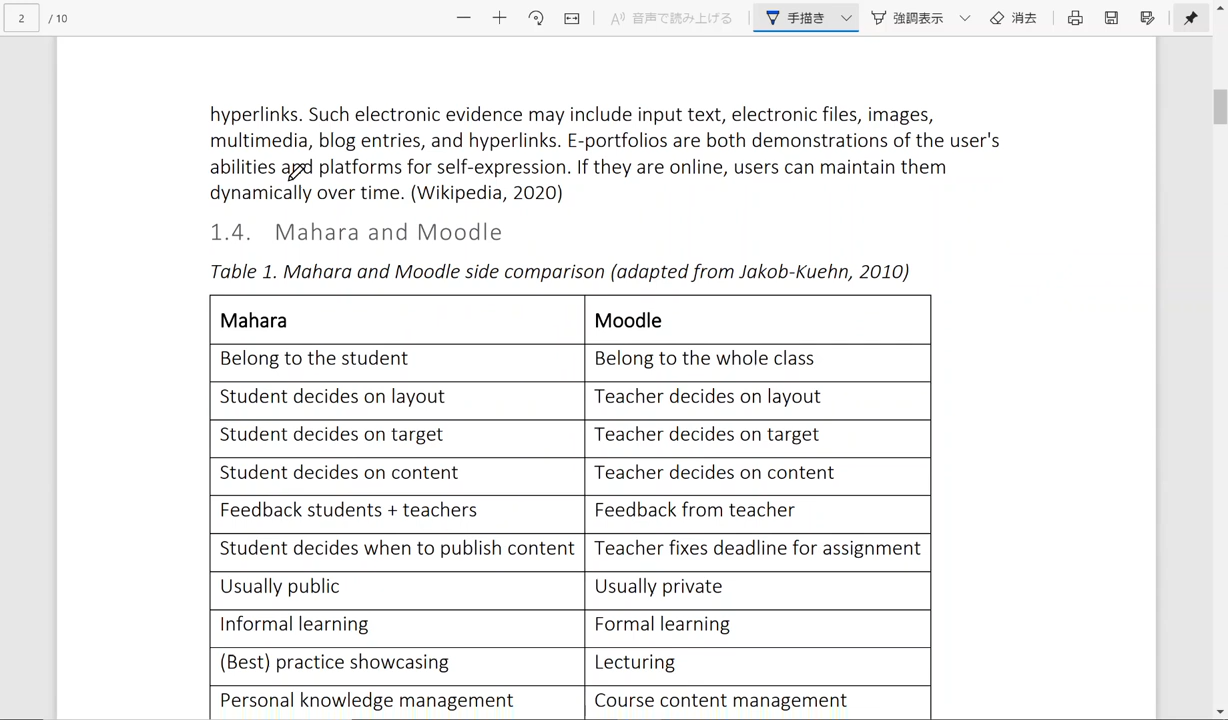 2 / 10 音声で読み上げる 手描き 強調表示 消去
hyperlinks. Such electronic evidence may include input text, electronic files, images,
multimedia, blog entries, and hyperlinks. E-portfolios are both demonstrations of the user's
abilities and platforms for self-expression. If they are online, users can maintain them
dynamically over time. (Wikipedia, 2020)
1.4. Mahara and Moodle
Table 1. Mahara and Moodle side comparison (adapted from Jakob-Kuehn, 2010)
Mahara Moodle
Belong to the student Belong to the whole class
Student decides on layout Teacher decides on layout
Student decides on target Teacher decides on target
Student decides on content Teacher decides on content
Feedback students + teachers Feedback from teacher
Student decides when to publish content Teacher fixes deadline for assignment
Usually public Usually private
Informal learning Formal learning
(Best) practice showcasing Lecturing
Personal knowledge management Course content management